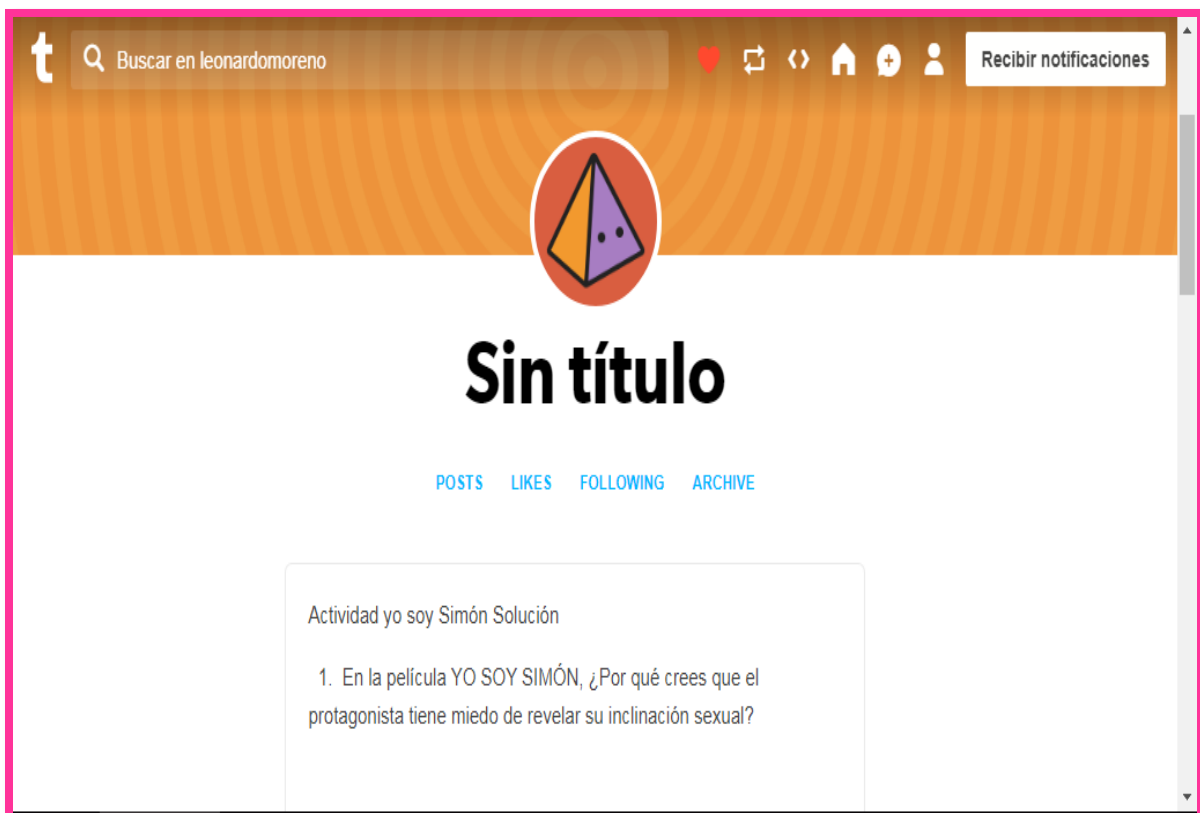 t Buscar en leonardomoreno Recibir notificaciones
Sin título
POSTS LIKES FOLLOWING ARCHIVE
Actividad yo soy Simón Solución
1. En la película YO SOY SIMÓN, ¿Por qué crees que el
protagonista tiene miedo de revelar su inclinación sexual?